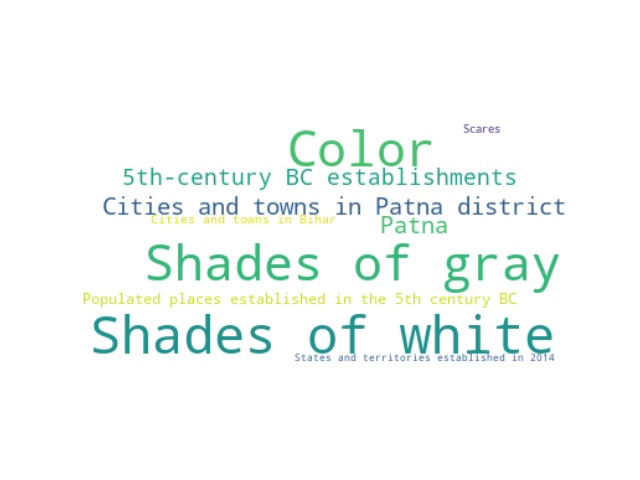 Scares
Color
5th-century BC establishments
Cities and towns in Patna district
Cities and towns in Bihar
Patna
Shades of gray
Populated places established in the 5th century BC
Shades of white
States and territories established in 2014